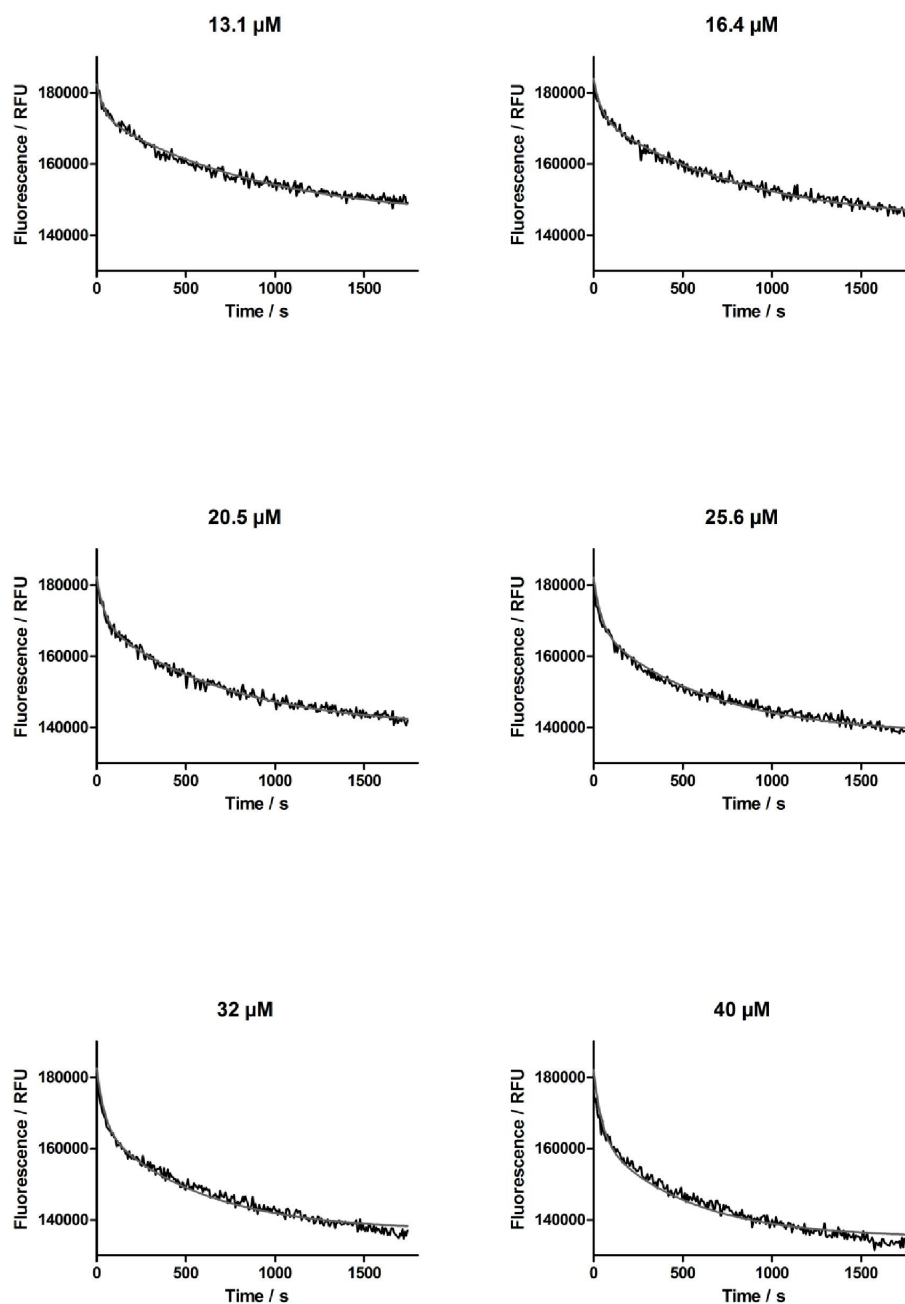 13.1 µM
16.4 µM
Fluorescence / RFU
180000
160000
140000
0 500 1000 1500
Time / s
Fluorescence / RFU
180000
160000
140000
0 500 1000 1500
Time / s
20.5 µM
25.6 µM
Fluorescence / RFU
180000
160000
140000
0 500 1000 1500
Time / s
Fluorescence / RFU
180000
160000
140000
0 500 1000 1500
Time / s
32 µM
40 µM
Fluorescence / RFU
180000
160000
140000
0 500 1000 1500
Time / s
Fluorescence / RFU
180000
160000
140000
0 500 1000 1500
Time / s